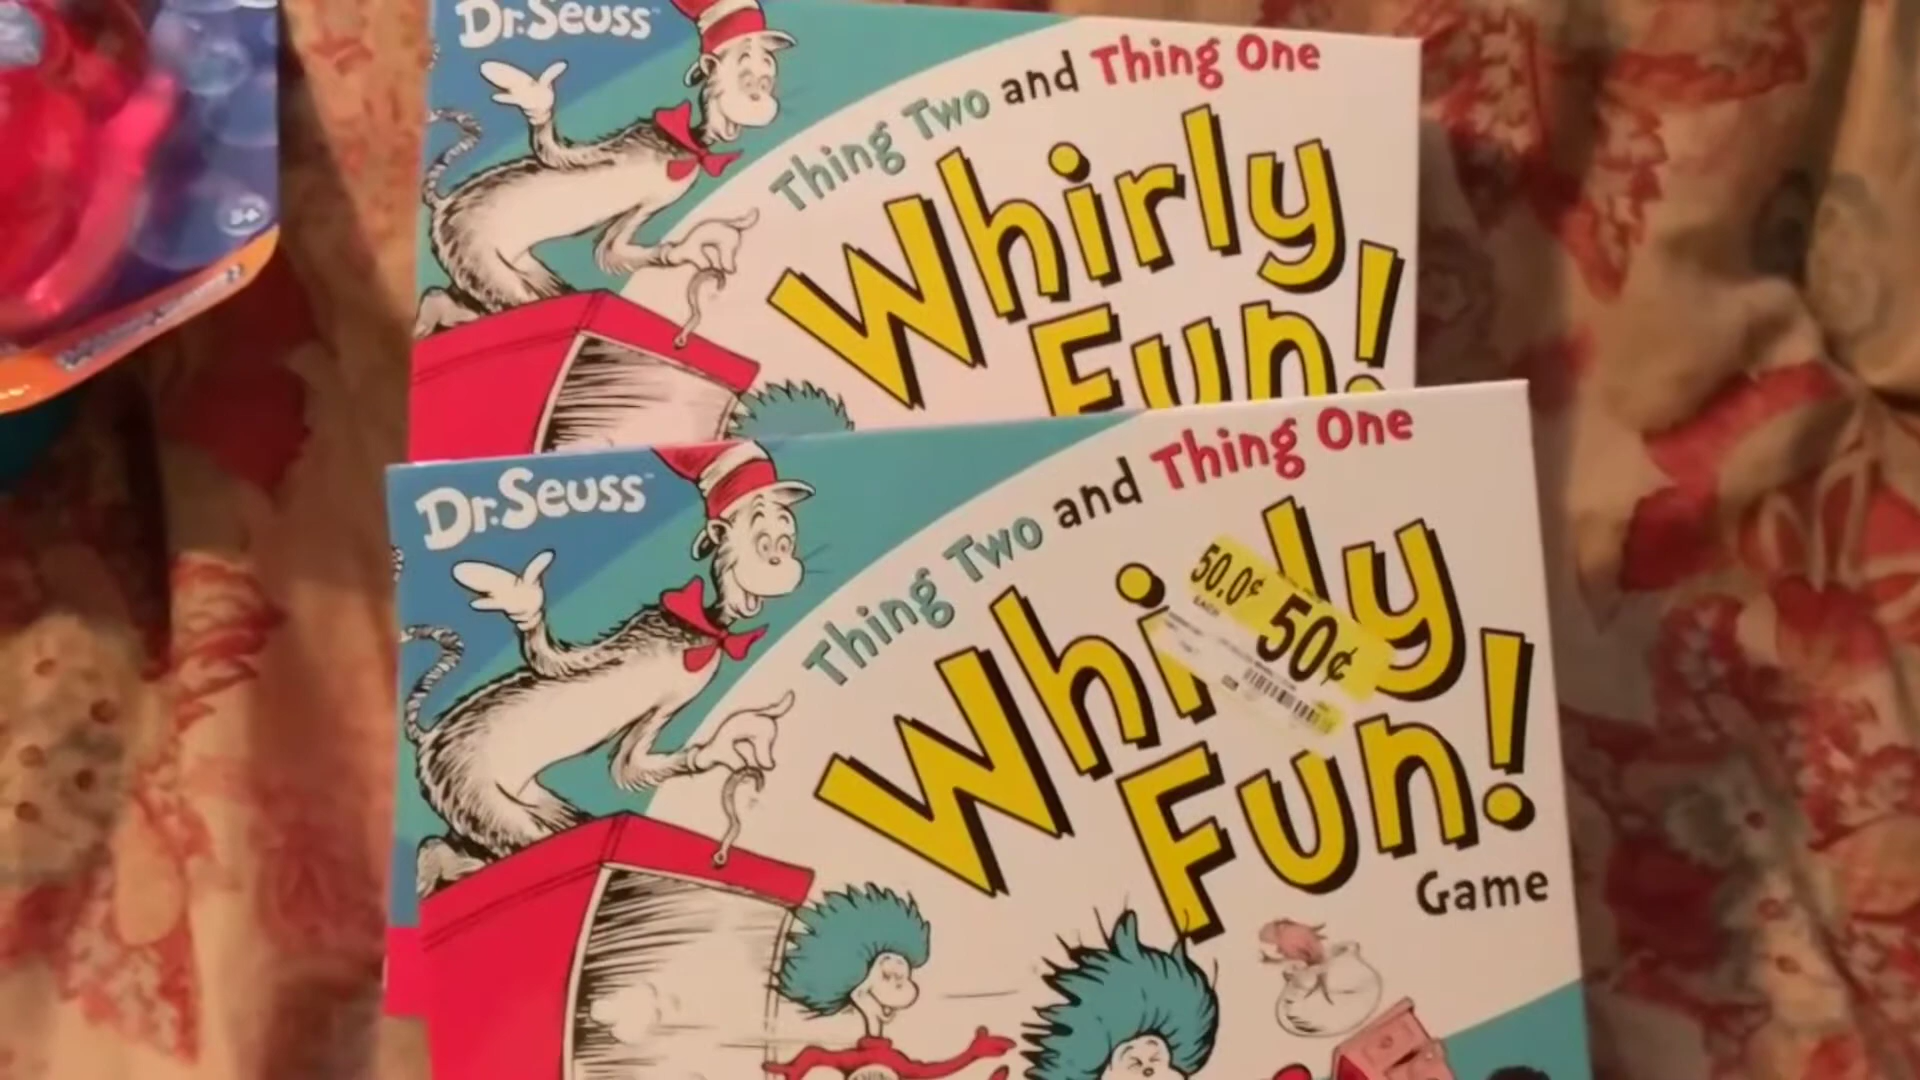 Dr. Seuss
Thing Two and Thing One
Whirly
Fun!
3+
Dr. Seuss
Thing Two and Thing One
Whirly
50.0¢
EACH
50¢
Fun!
Game